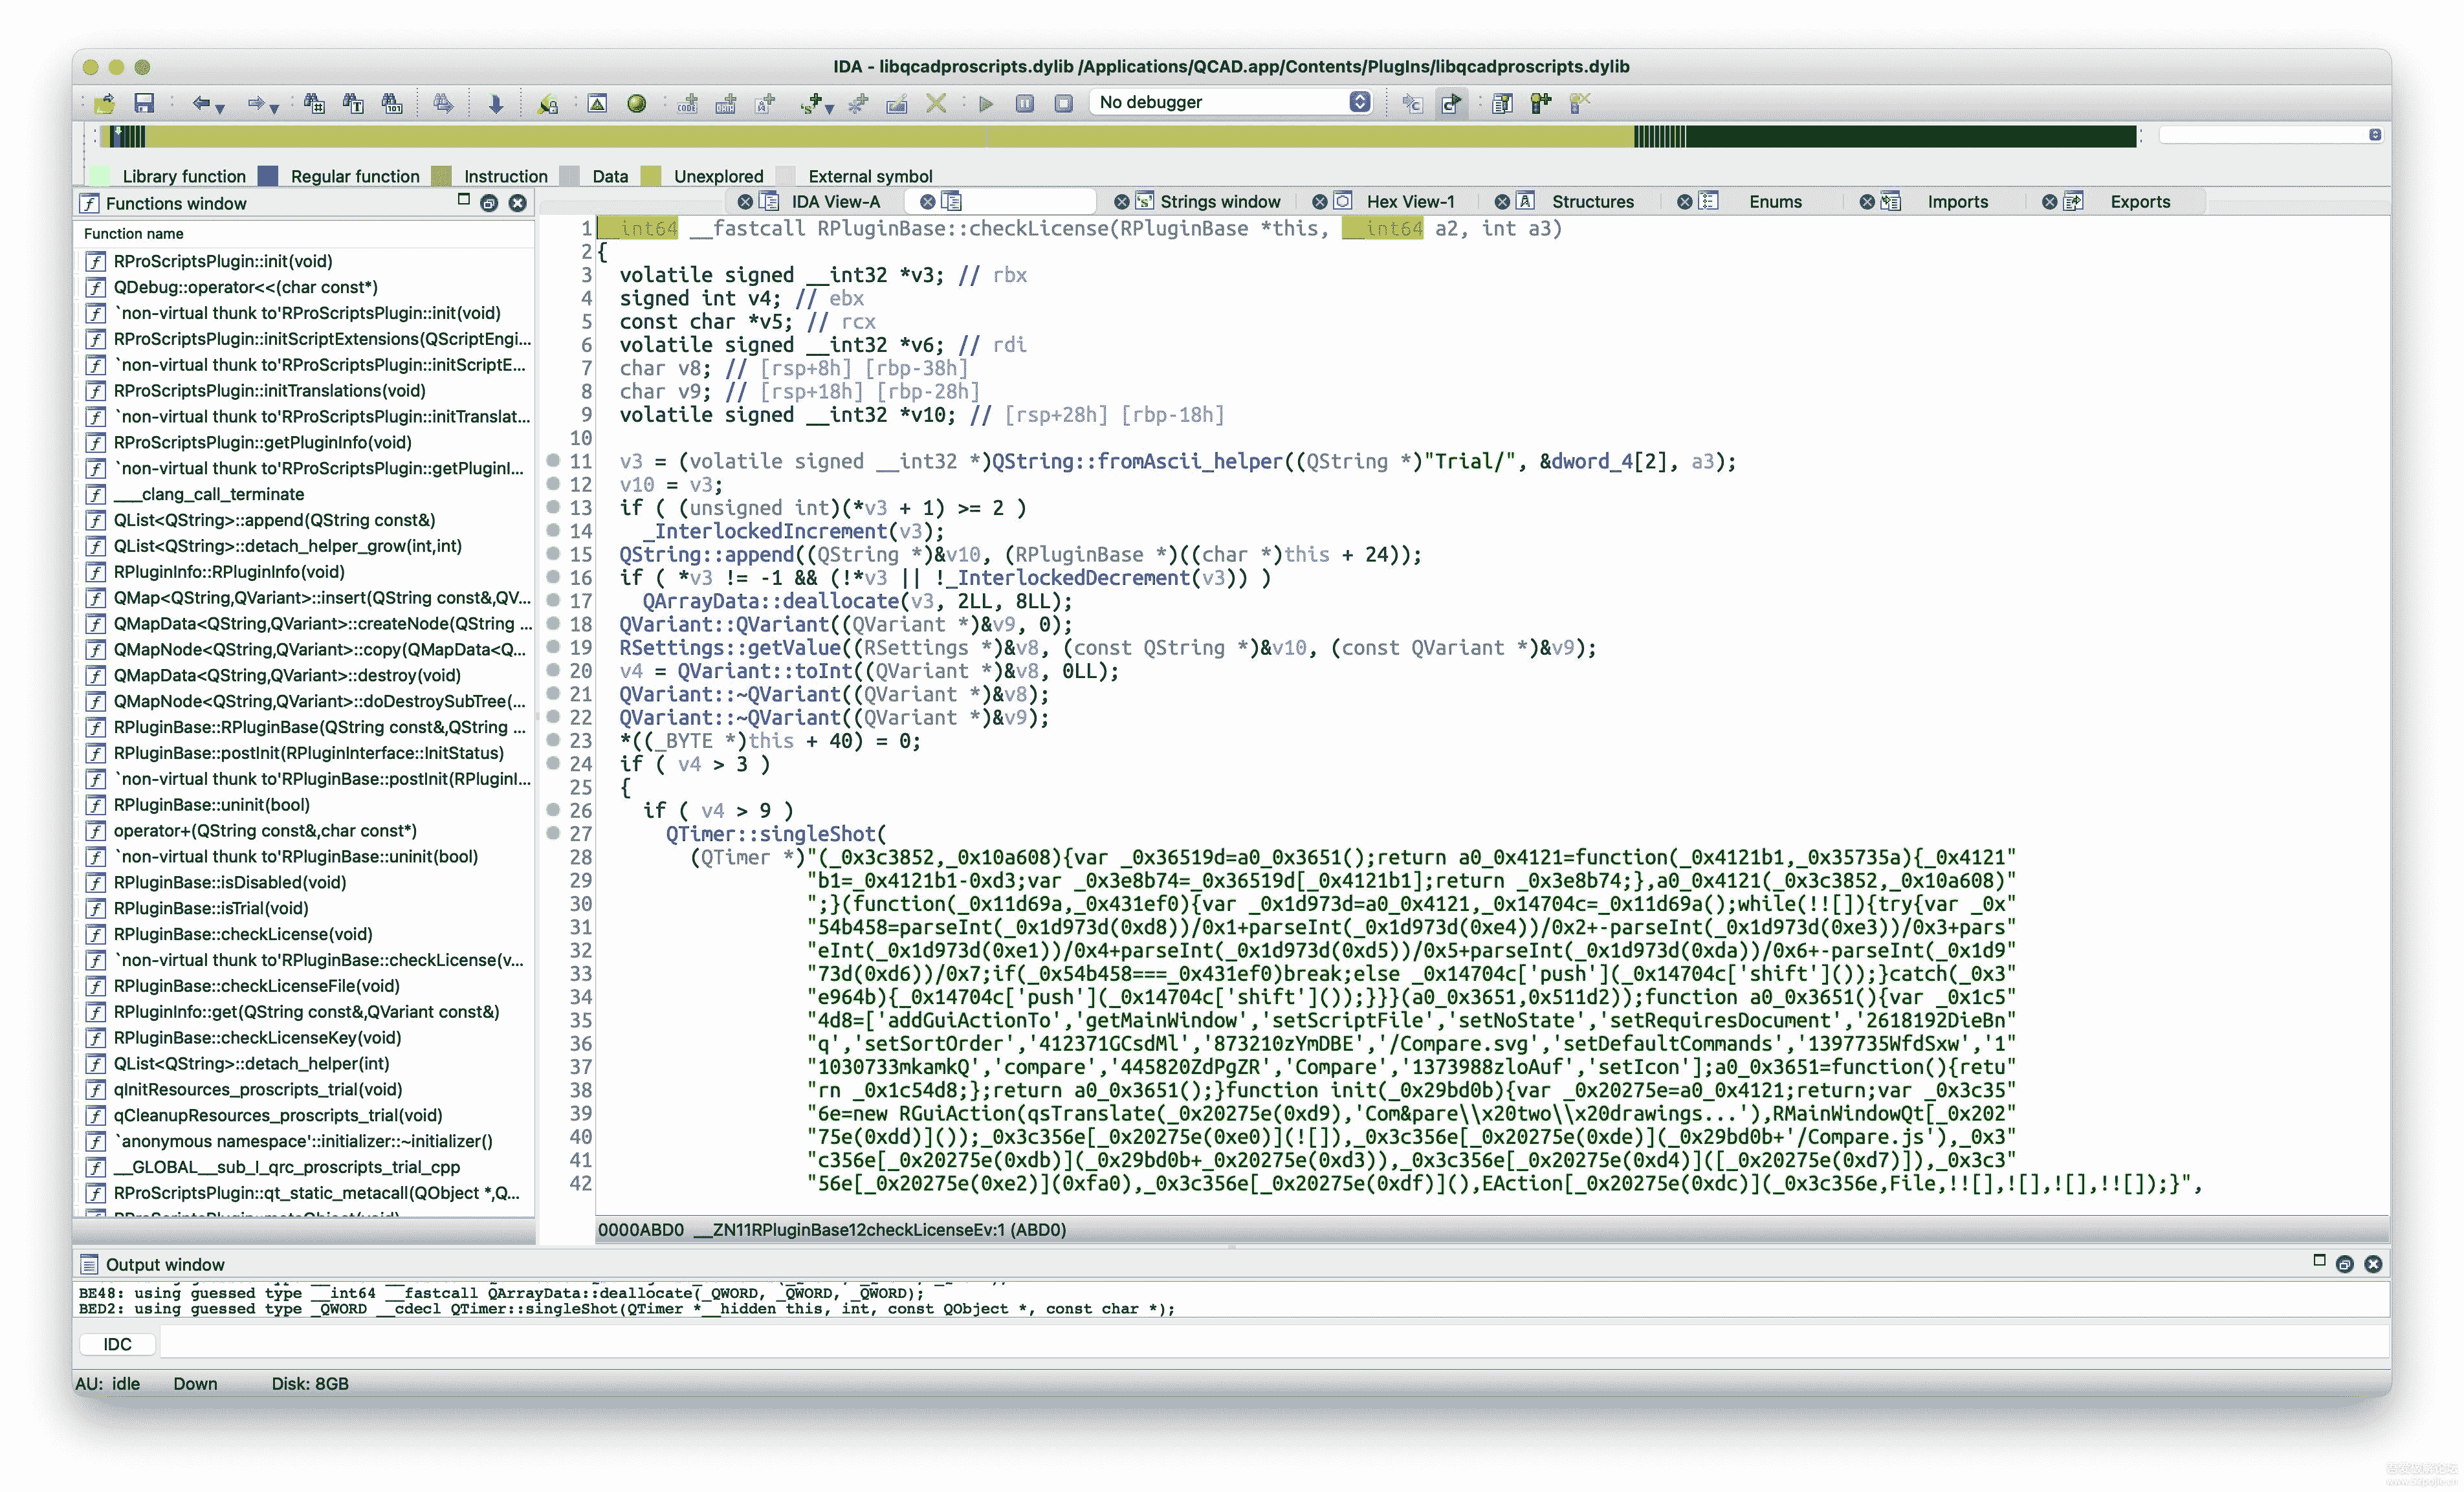 IDA - libqcadproscripts.dylib /Applications/QCAD.app/Contents/PlugIns/libqcadproscripts.dylib
No debugger
Library function Regular function Instruction Data Unexplored External symbol
Functions window
IDA View-A Strings window Hex View-1 Structures Enums Imports Exports
Function name
RProScriptsPlugin::init(void)
QDebug::operator<<(char const*)
`non-virtual thunk to'RProScriptsPlugin::init(void)
RProScriptsPlugin::initScriptExtensions(QScriptEngi...
`non-virtual thunk to'RProScriptsPlugin::initScriptE...
RProScriptsPlugin::initTranslations(void)
`non-virtual thunk to'RProScriptsPlugin::initTranslat...
RProScriptsPlugin::getPluginInfo(void)
`non-virtual thunk to'RProScriptsPlugin::getPluginI...
___clang_call_terminate
QList<QString>::append(QString const&)
QList<QString>::detach_helper_grow(int,int)
RPluginInfo::RPluginInfo(void)
QMap<QString,QVariant>::insert(QString const&,QV...
QMapData<QString,QVariant>::createNode(QString ...
QMapNode<QString,QVariant>::copy(QMapData<Q...
QMapData<QString,QVariant>::destroy(void)
QMapNode<QString,QVariant>::doDestroySubTree(...
RPluginBase::RPluginBase(QString const&,QString ...
RPluginBase::postInit(RPluginInterface::InitStatus)
`non-virtual thunk to'RPluginBase::postInit(RPluginI...
RPluginBase::uninit(bool)
operator+(QString const&,char const*)
`non-virtual thunk to'RPluginBase::uninit(bool)
RPluginBase::isDisabled(void)
RPluginBase::isTrial(void)
RPluginBase::checkLicense(void)
`non-virtual thunk to'RPluginBase::checkLicense(v...
RPluginBase::checkLicenseFile(void)
RPluginInfo::get(QString const&,QVariant const&)
RPluginBase::checkLicenseKey(void)
QList<QString>::detach_helper(int)
qInitResources_proscripts_trial(void)
qCleanupResources_proscripts_trial(void)
`anonymous namespace'::initializer::~initializer()
__GLOBAL__sub_I_qrc_proscripts_trial_cpp
RProScriptsPlugin::qt_static_metacall(QObject *,Q...
1 __int64 __fastcall RPluginBase::checkLicense(RPluginBase *this, __int64 a2, int a3)
2 {
3 volatile signed __int32 *v3; // rbx
4 signed int v4; // ebx
5 const char *v5; // rcx
6 volatile signed __int32 *v6; // rdi
7 char v8; // [rsp+8h] [rbp-38h]
8 char v9; // [rsp+18h] [rbp-28h]
9 volatile signed __int32 *v10; // [rsp+28h] [rbp-18h]
10
11 v3 = (volatile signed __int32 *)QString::fromAscii_helper((QString *)"Trial/", &dword_4[2], a3);
12 v10 = v3;
13 if ( (unsigned int)(*v3 + 1) >= 2 )
14 _InterlockedIncrement(v3);
15 QString::append((QString *)&v10, (RPluginBase *)((char *)this + 24));
16 if ( *v3 != -1 && (!*v3 || !_InterlockedDecrement(v3)) )
17 QArrayData::deallocate(v3, 2LL, 8LL);
18 QVariant::QVariant((QVariant *)&v9, 0);
19 RSettings::getValue((RSettings *)&v8, (const QString *)&v10, (const QVariant *)&v9);
20 v4 = QVariant::toInt((QVariant *)&v8, 0LL);
21 QVariant::~QVariant((QVariant *)&v8);
22 QVariant::~QVariant((QVariant *)&v9);
23 *((_BYTE *)this + 40) = 0;
24 if ( v4 > 3 )
25 {
26 if ( v4 > 9 )
27 QTimer::singleShot(
28 (QTimer *)"(_0x3c3852,_0x10a608){var _0x36519d=a0_0x3651();return a0_0x4121=function(_0x4121b1,_0x35735a){_0x4121"
29 "b1=_0x4121b1-0xd3;var _0x3e8b74=_0x36519d[_0x4121b1];return _0x3e8b74;},a0_0x4121(_0x3c3852,_0x10a608)"
30 ";}(function(_0x11d69a,_0x431ef0){var _0x1d973d=a0_0x4121,_0x14704c=_0x11d69a();while(!![]){try{var _0x"
31 "54b458=parseInt(_0x1d973d(0xd8))/0x1+parseInt(_0x1d973d(0xe4))/0x2+-parseInt(_0x1d973d(0xe3))/0x3+pars"
32 "eInt(_0x1d973d(0xe1))/0x4+parseInt(_0x1d973d(0xd5))/0x5+parseInt(_0x1d973d(0xda))/0x6+-parseInt(_0x1d9"
33 "73d(0xd6))/0x7;if(_0x54b458===_0x431ef0)break;else _0x14704c['push'](_0x14704c['shift']());}catch(_0x3"
34 "e964b){_0x14704c['push'](_0x14704c['shift']());}}}(a0_0x3651,0x511d2));function a0_0x3651(){var _0x1c5"
35 "4d8=['addGuiActionTo','getMainWindow','setScriptFile','setNoState','setRequiresDocument','2618192DieBn"
36 "q','setSortOrder','412371GCsdMl','873210zYmDBE','/Compare.svg','setDefaultCommands','1397735WfdSxw','1"
37 "1030733mkamkQ','compare','445820ZdPgZR','Compare','1373988zloAuf','setIcon'];a0_0x3651=function(){retu"
38 "rn _0x1c54d8;};return a0_0x3651();}function init(_0x29bd0b){var _0x20275e=a0_0x4121;return;var _0x3c35"
39 "6e=new RGuiAction(qsTranslate(_0x20275e(0xd9),'Com&pare\\x20two\\x20drawings...'),RMainWindowQt[_0x202"
40 "75e(0xdd)]());_0x3c356e[_0x20275e(0xe0)](![]),_0x3c356e[_0x20275e(0xde)](_0x29bd0b+'/Compare.js'),_0x3"
41 "c356e[_0x20275e(0xdb)](_0x29bd0b+_0x20275e(0xd3)),_0x3c356e[_0x20275e(0xd4)]([_0x20275e(0xd7)]),_0x3c3"
42 "56e[_0x20275e(0xe2)](0xfa0),_0x3c356e[_0x20275e(0xdf)](),EAction[_0x20275e(0xdc)](_0x3c356e,File,!![],![],![],!![]);}",
0000ABD0 __ZN11RPluginBase12checkLicenseEv:1 (ABD0)
Output window
BE48: using guessed type __int64 __fastcall QArrayData::deallocate(_QWORD, _QWORD, _QWORD);
BED2: using guessed type _QWORD __cdecl QTimer::singleShot(QTimer *__hidden this, int, const QObject *, const char *);
IDC
AU: idle Down Disk: 8GB